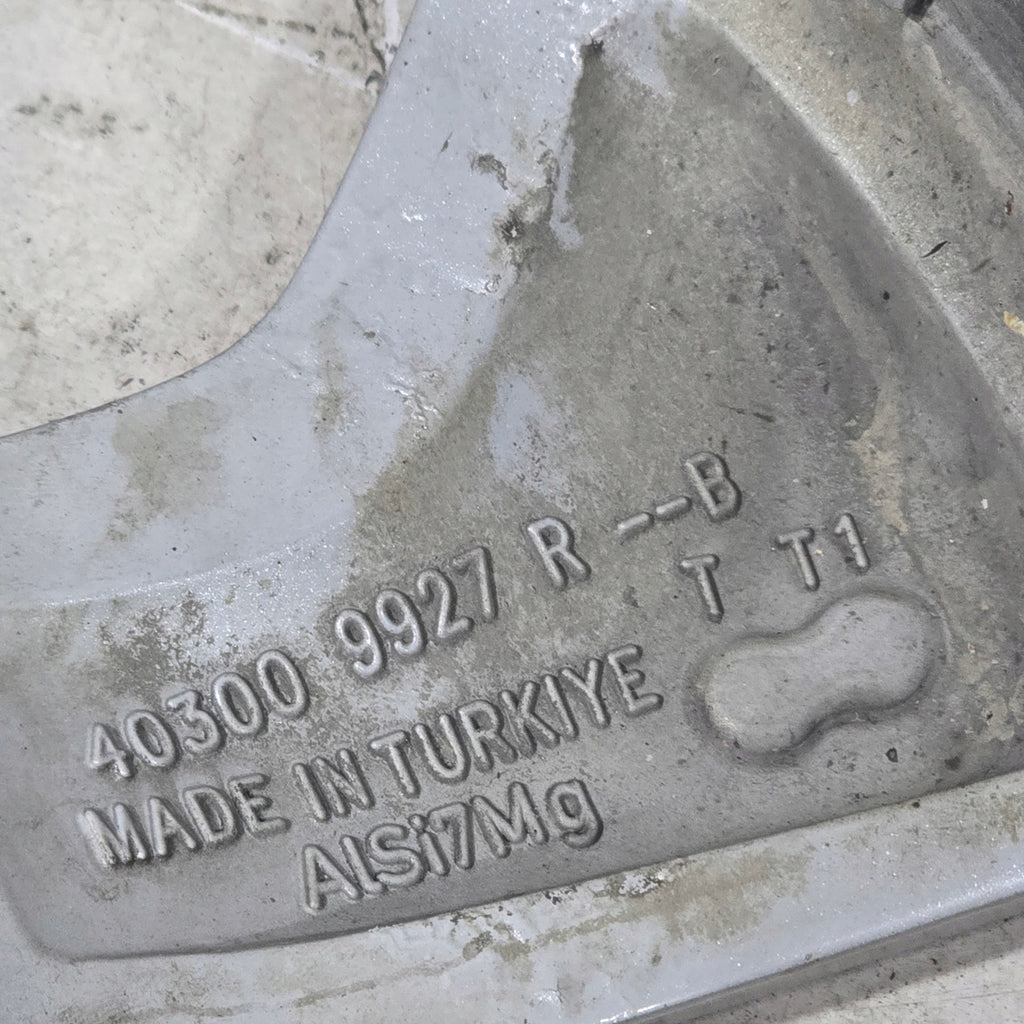 40300 9927 R --B
T T1
MADE IN TURKIYE
AlSi7Mg